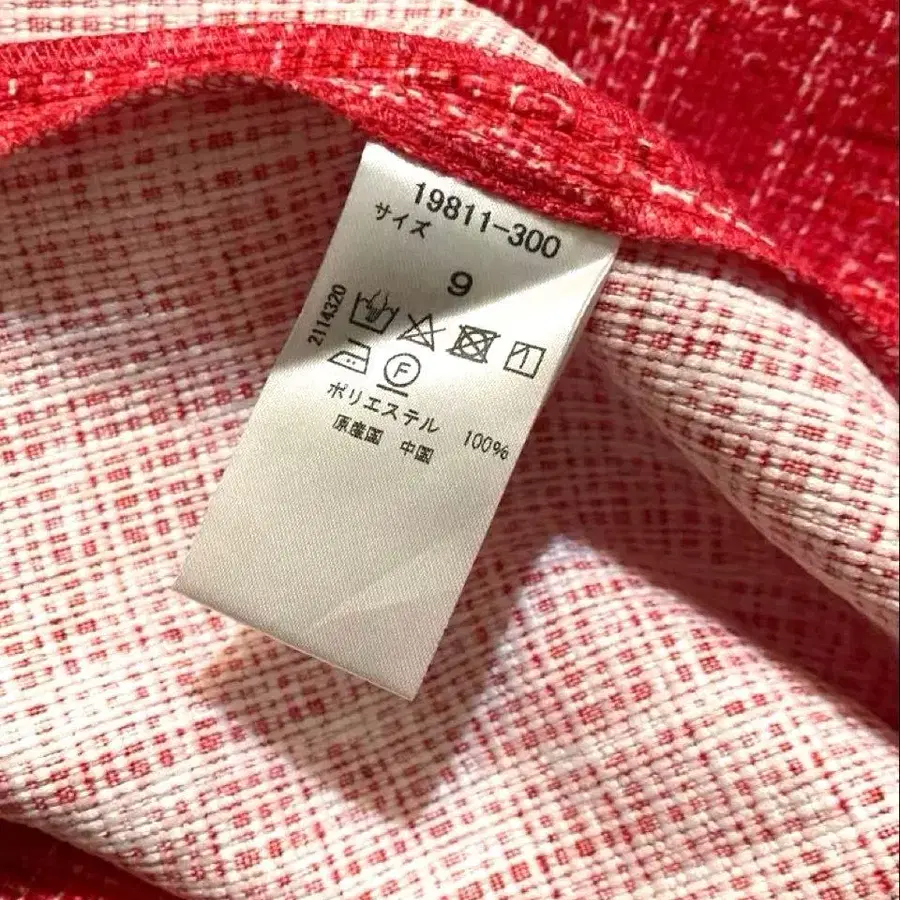 19811-300
サイズ
9
2114320
F
ポリエステル 100%
原産国 中国